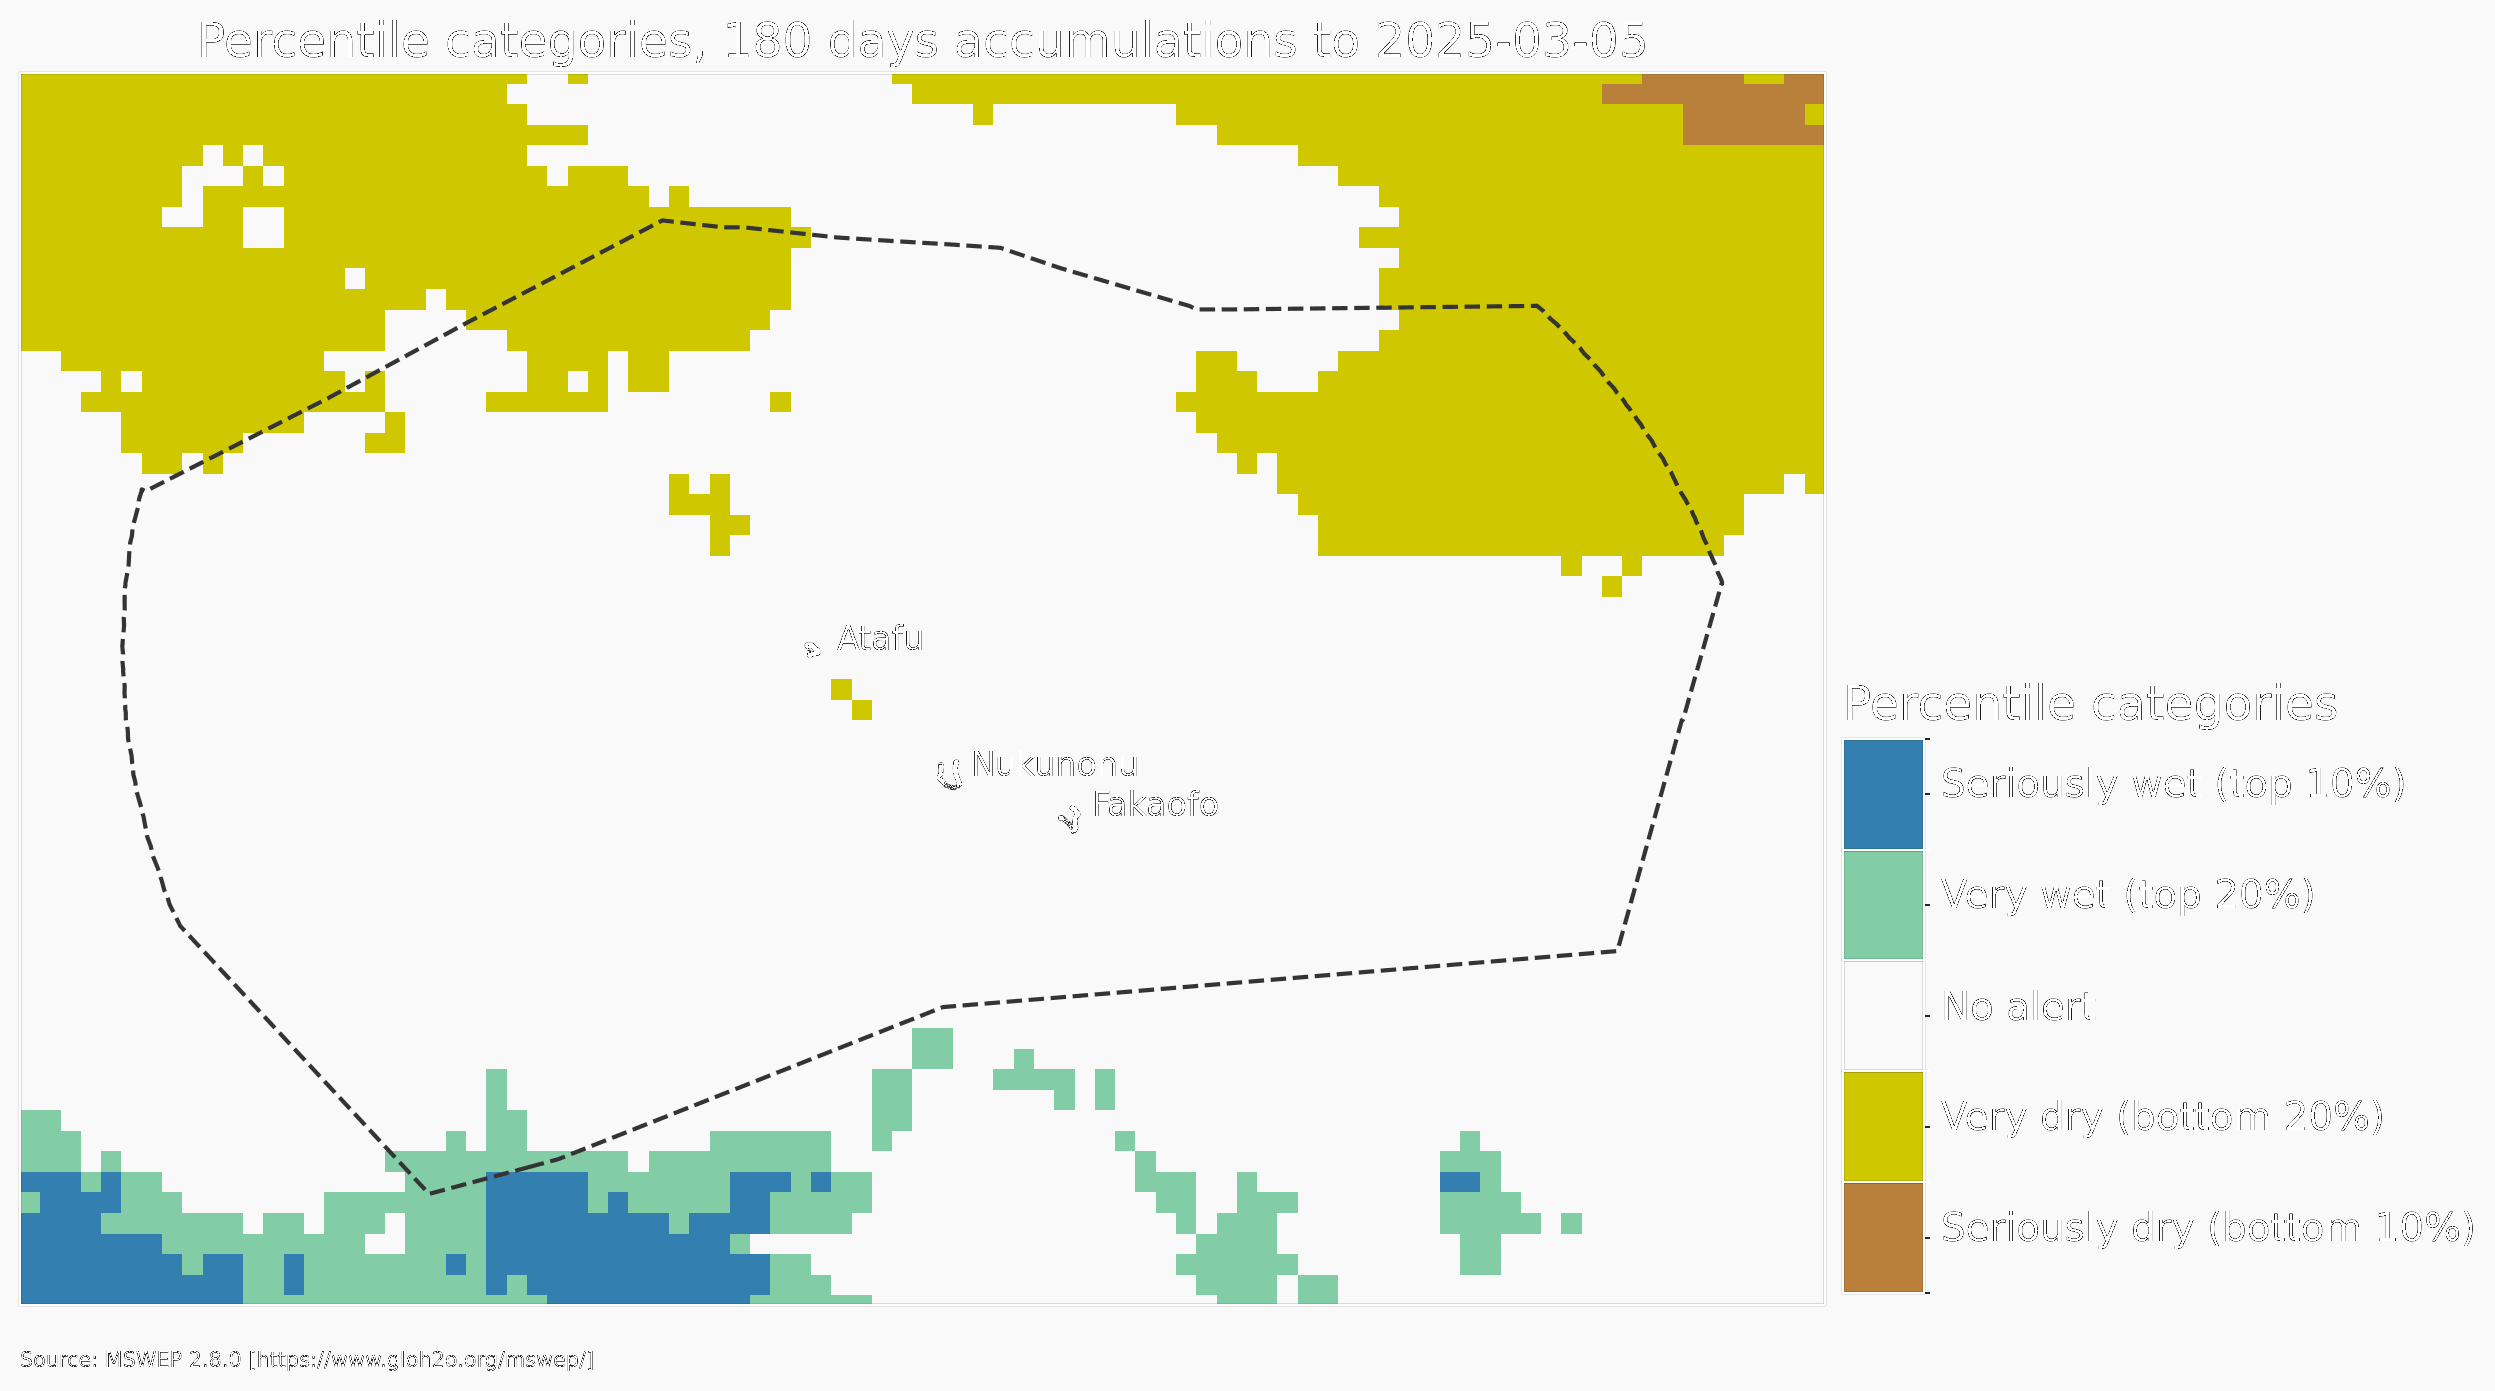 Percentile categories, 180 days accumulations to 2025-03-05
Atafu
Nukunonu
Fakaofo
Percentile categories
Seriously wet (top 10%)
Very wet (top 20%)
No alert
Very dry (bottom 20%)
Seriously dry (bottom 10%)
Source: MSWEP 2.8.0 [https://www.gloh2o.org/mswep/]